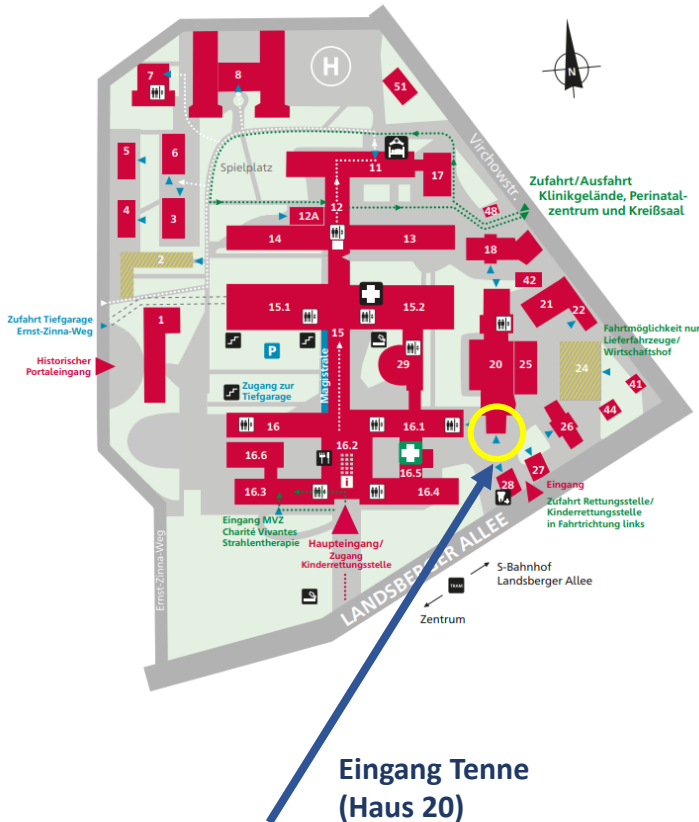 7
8
H
51
N
Virchowstr.
5
6
Spielplatz
11
17
Zufahrt/Ausfahrt
Klinikgelände, Perinatal-
zentrum und Kreißsaal
4
3
12
12A
48
2
14
13
18
42
Zufahrt Tiefgarage
Ernst-Zinna-Weg
1
15.1
15.2
21
22
Fahrtmöglichkeit nur
Lieferfahrzeuge/
Wirtschaftshof
Historischer
Portaleingang
P
15
Magistrale
29
20
25
24
41
Zugang zur
Tiefgarage
44
16
16.1
26
16.2
16.6
16.5
27
i
28
Eingang
16.3
16.4
Zufahrt Rettungsstelle/
Kinderrettungsstelle
in Fahrtrichtung links
Eingang MVZ
Charité Vivantes
Strahlentherapie
Haupteingang/
Zugang
Kinderrettungsstelle
LANDSBERGER ALLEE
Ernst-Zinna-Weg
S-Bahnhof
Landsberger Allee
TRAM
Zentrum
Eingang Tenne
(Haus 20)